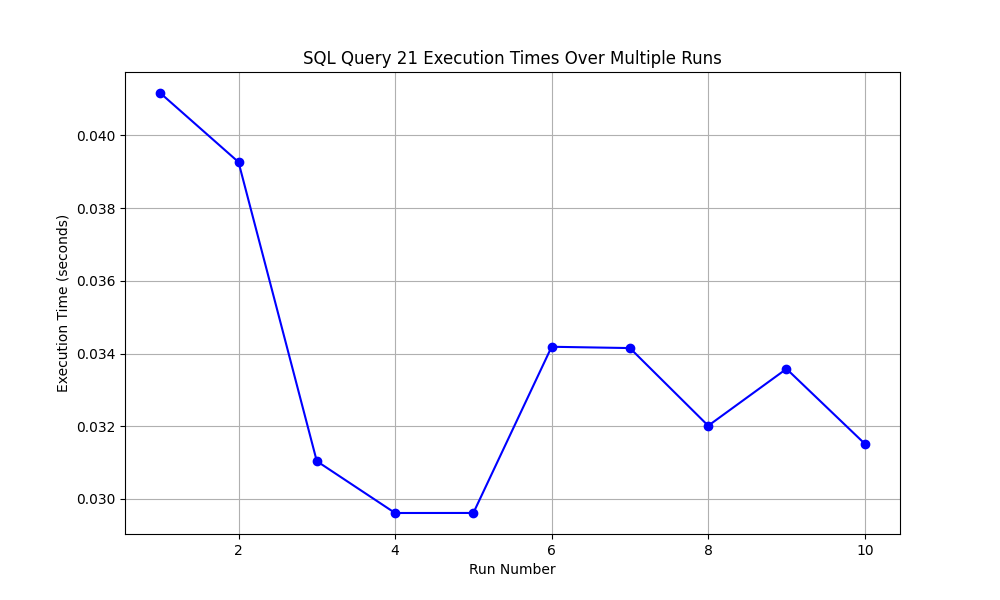 SQL Query 21 Execution Times Over Multiple Runs
0.040
0.038
0.036
0.034
0.032
0.030
Execution Time (seconds)
2 4 6 8 10
Run Number